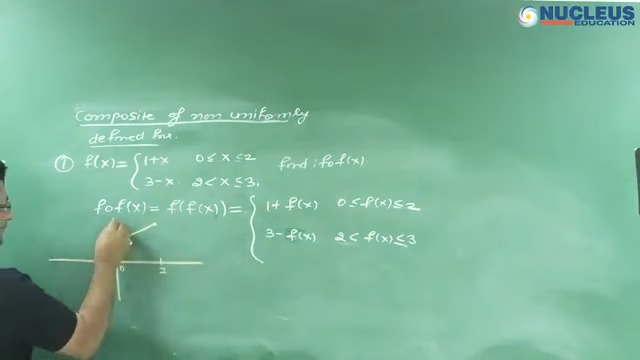 NUCLEUS
EDUCATION
Composite of non uniformly
defined fns.
① f(x) = { 1+x 0 ≤ x ≤ 2 find : fof(x).
3-x. 2 < x ≤ 3,
fof(x) = f(f(x)) = { 1+ f(x) 0 ≤ f(x) ≤ 2
3- f(x) 2 < f(x) ≤ 3
0 2